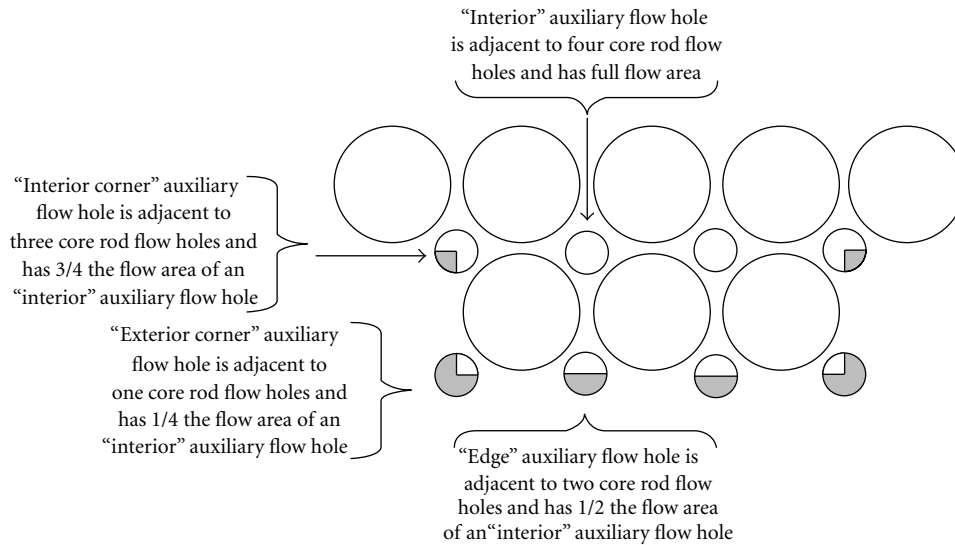 “Interior” auxiliary flow hole
is adjacent to four core rod flow
holes and has full flow area
“Interior corner” auxiliary
flow hole is adjacent to
three core rod flow holes and
has 3/4 the flow area of an
“interior” auxiliary flow hole
“Exterior corner” auxiliary
flow hole is adjacent to
one core rod flow holes and
has 1/4 the flow area of an
“interior” auxiliary flow hole
“Edge” auxiliary flow hole is
adjacent to two core rod flow
holes and has 1/2 the flow area
of an“interior” auxiliary flow hole